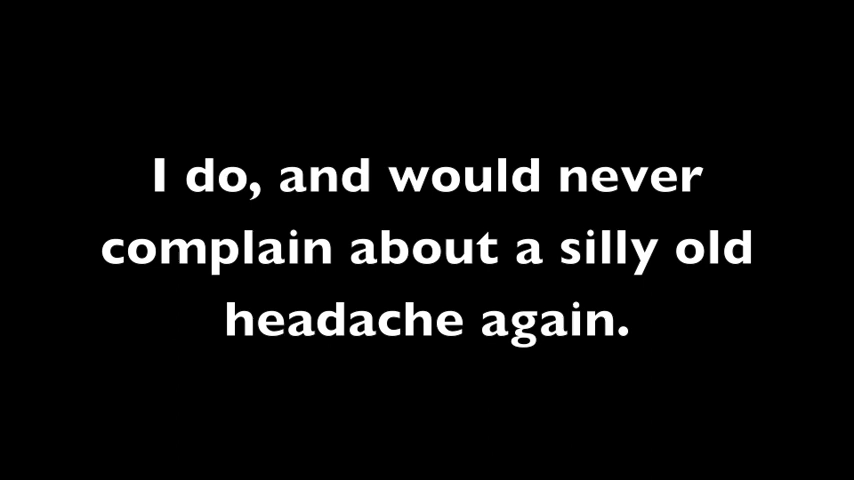 I do, and would never
complain about a silly old
headache again.